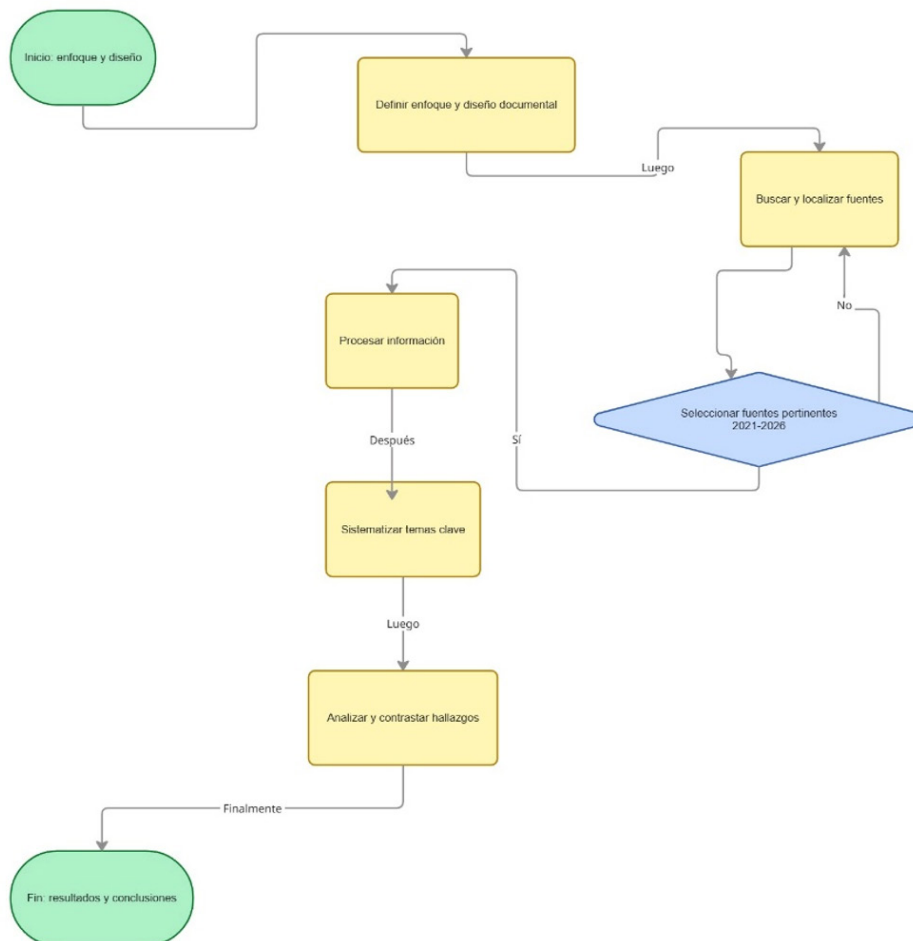 Inicio: enfoque y diseño
Definir enfoque y diseño documental
Luego
Buscar y localizar fuentes
No
Seleccionar fuentes pertinentes
2021-2026
Sí
Procesar información
Después
Sistematizar temas clave
Luego
Analizar y contrastar hallazgos
Finalmente
Fin: resultados y conclusiones